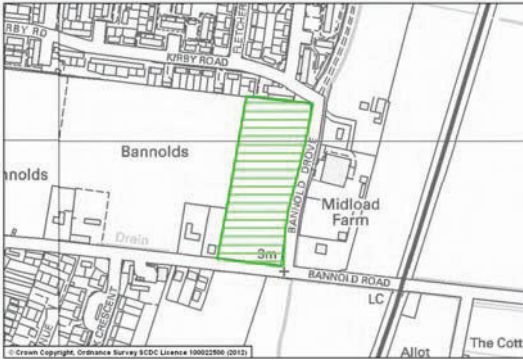 KIRBY RD
KIRBY ROAD
Bannolds
nnolds
BANNOLD DROVE
Midload
Farm
Drain
3m
BANNOLD ROAD
LC
CRESCENT
The Cott
Allot
© Crown Copyright, Ordnance Survey SCDC Licence 100022500 (2012)